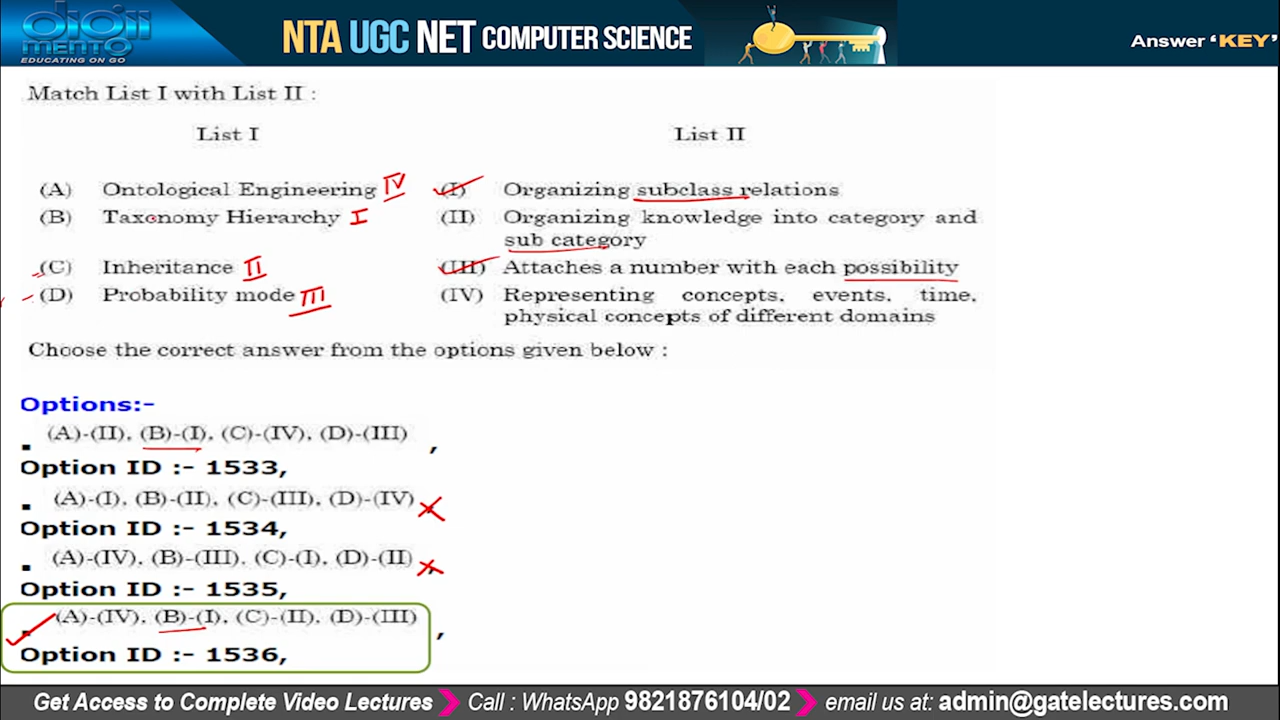 didii
MENTO
EDUCATING ON GO
NTA UGC NET COMPUTER SCIENCE
Answer ‘KEY’
Match List I with List II :
List I List II
(A) Ontological Engineering IV (I) Organizing subclass relations
(B) Taxonomy Hierarchy I (II) Organizing knowledge into category and
sub category
(C) Inheritance II (III) Attaches a number with each possibility
(D) Probability mode III (IV) Representing concepts, events, time,
physical concepts of different domains
Choose the correct answer from the options given below :
Options:-
(A)-(II), (B)-(I), (C)-(IV), (D)-(III) ,
Option ID :- 1533,
(A)-(I), (B)-(II), (C)-(III), (D)-(IV)
Option ID :- 1534,
(A)-(IV), (B)-(III), (C)-(I), (D)-(II) ,
Option ID :- 1535,
(A)-(IV), (B)-(I), (C)-(II), (D)-(III) ,
Option ID :- 1536,
Get Access to Complete Video Lectures Call : WhatsApp 9821876104/02 email us at: admin@gatelectures.com